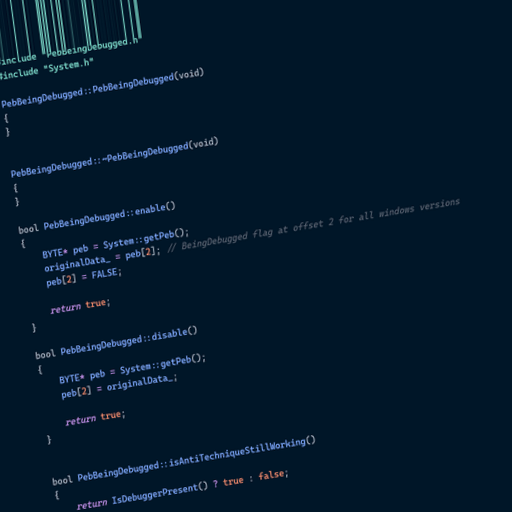 #include "PebBeingDebugged.h"
#include "System.h"
PebBeingDebugged::PebBeingDebugged(void)
{
}
PebBeingDebugged::~PebBeingDebugged(void)
{
}
bool PebBeingDebugged::enable()
{
BYTE* peb = System::getPeb();
originalData_ = peb[2]; // BeingDebugged flag at offset 2 for all windows versions
peb[2] = FALSE;
return true;
}
bool PebBeingDebugged::disable()
{
BYTE* peb = System::getPeb();
peb[2] = originalData_;
return true;
}
bool PebBeingDebugged::isAntiTechniqueStillWorking()
{
return IsDebuggerPresent() ? true : false;